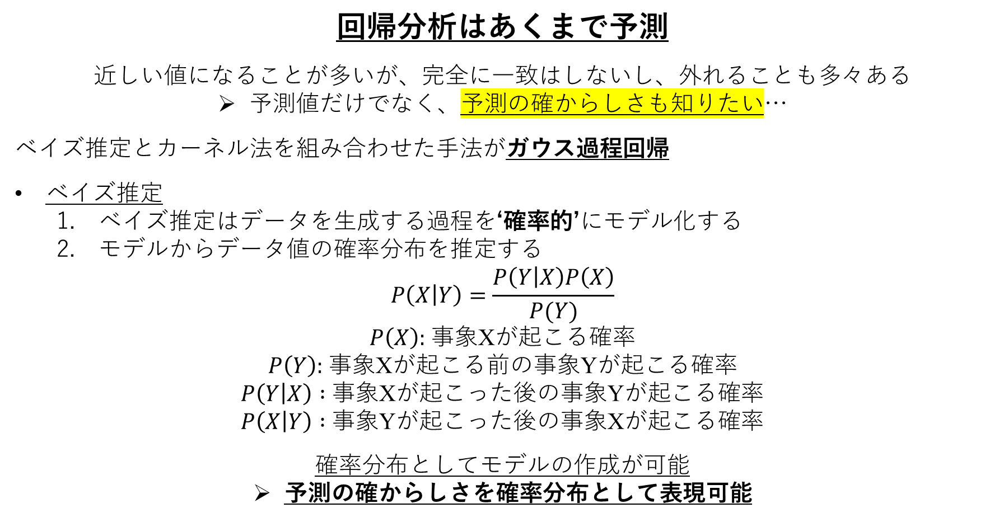 回帰分析はあくまで予測
近しい値になることが多いが、完全に一致はしないし、外れることも多々ある
➢ 予測値だけでなく、予測の確からしさも知りたい…
ベイズ推定とカーネル法を組み合わせた手法がガウス過程回帰
• ベイズ推定
1. ベイズ推定はデータを生成する過程を‘確率的’にモデル化する
2. モデルからデータ値の確率分布を推定する
P(X|Y) = P(Y|X)P(X) / P(Y)
P(X): 事象Xが起こる確率
P(Y): 事象Xが起こる前の事象Yが起こる確率
P(Y|X) : 事象Xが起こった後の事象Yが起こる確率
P(X|Y) : 事象Yが起こった後の事象Xが起こる確率
確率分布としてモデルの作成が可能
➢ 予測の確からしさを確率分布として表現可能